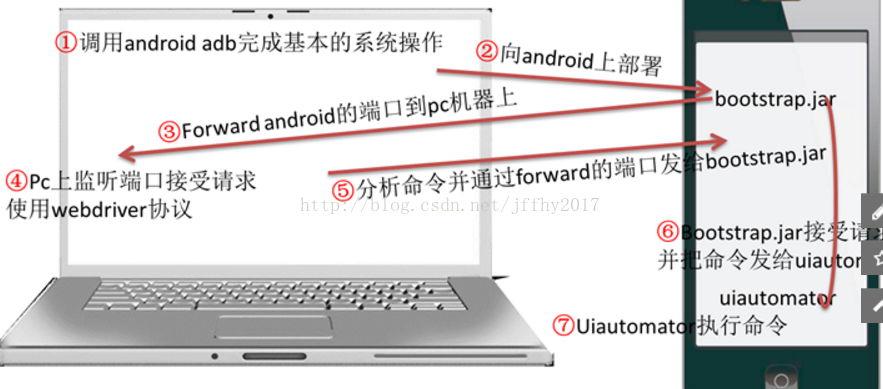 ①调用android adb完成基本的系统操作
②向android上部署
bootstrap.jar
③Forward android的端口到pc机器上
④Pc上监听端口接受请求
使用webdriver协议
⑤分析命令并通过forward的端口发给bootstrap.jar
http://blog.csdn.net/jffhy2017
⑥Bootstrap.jar接受请
并把命令发给uiauto
uiautomator
⑦Uiautomator执行命令